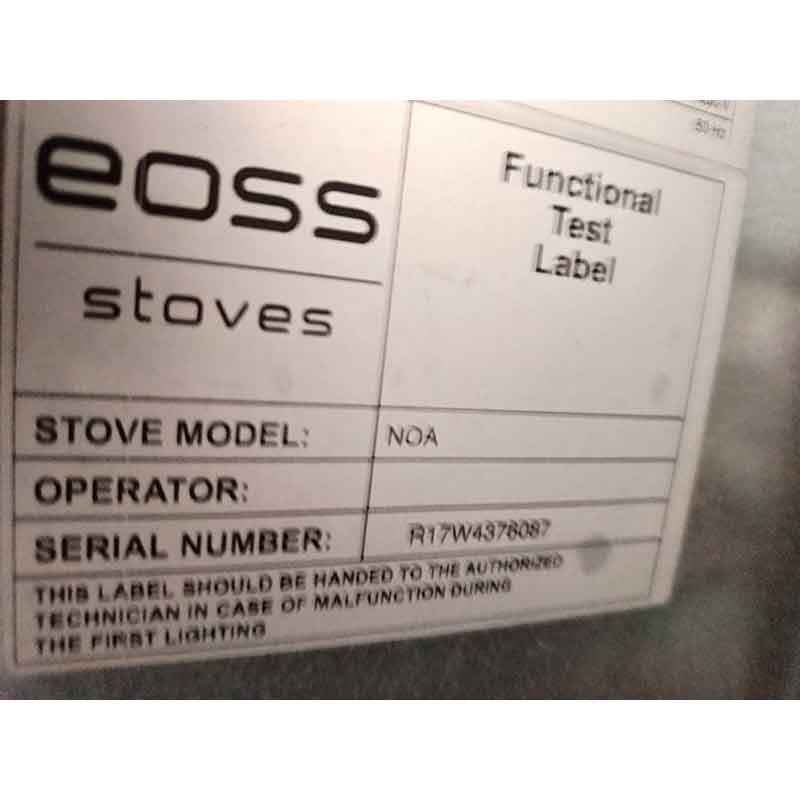 50 Hz
eoss
stoves
Functional
Test
Label
STOVE MODEL: NOA
OPERATOR:
SERIAL NUMBER: R17W4376087
THIS LABEL SHOULD BE HANDED TO THE AUTHORIZED
TECHNICIAN IN CASE OF MALFUNCTION DURING
THE FIRST LIGHTING